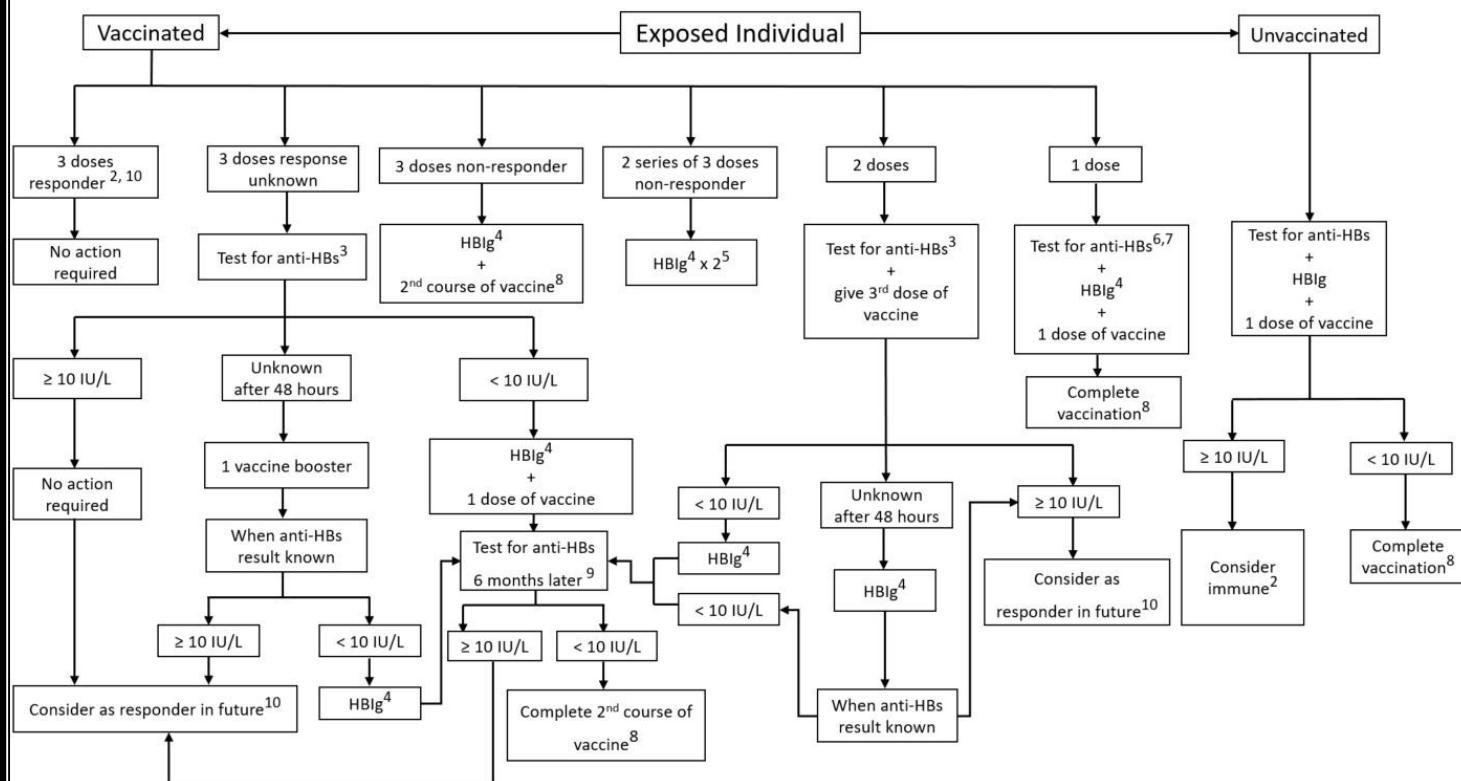 Vaccinated
Exposed Individual
Unvaccinated
3 doses
responder 2, 10
3 doses response
unknown
3 doses non-responder
2 series of 3 doses
non-responder
2 doses
1 dose
No action
required
Test for anti-HBs3
HBIg4
+
2nd course of vaccine8
HBIg4 x 25
Test for anti-HBs3
+
give 3rd dose of
vaccine
Test for anti-HBs6,7
+
HBIg4
+
1 dose of vaccine
Test for anti-HBs
+
HBIg
+
1 dose of vaccine
≥ 10 IU/L
Unknown
after 48 hours
< 10 IU/L
Complete
vaccination8
No action
required
1 vaccine booster
HBIg4
+
1 dose of vaccine
≥ 10 IU/L
< 10 IU/L
< 10 IU/L
Unknown
after 48 hours
≥ 10 IU/L
When anti-HBs
result known
Test for anti-HBs
6 months later 9
HBIg4
HBIg4
< 10 IU/L
Consider as
responder in future10
Consider
immune2
Complete
vaccination8
≥ 10 IU/L
< 10 IU/L
≥ 10 IU/L
< 10 IU/L
Consider as responder in future10
HBIg4
Complete 2nd course of
vaccine8
When anti-HBs
result known